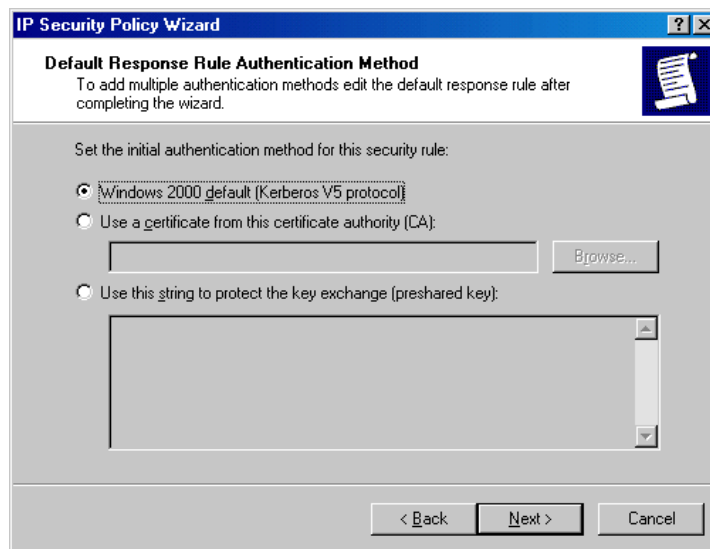 IP Security Policy Wizard
Default Response Rule Authentication Method
To add multiple authentication methods edit the default response rule after
completing the wizard.
Set the initial authentication method for this security rule:
Windows 2000 default (Kerberos V5 protocol)
Use a certificate from this certificate authority (CA):
Browse...
Use this string to protect the key exchange (preshared key):
< Back Next > Cancel